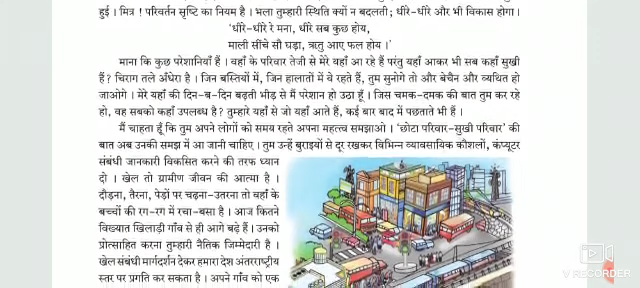 हुई । मित्र ! परिवर्तन सृष्टि का नियम है । भला तुम्हारी स्थिति क्यों न बदलती; धीरे-धीरे और भी विकास होगा ।
‘धीरे-धीरे रे मना, धीरे सब कुछ होय,
माली सींचे सौ घड़ा, ऋतु आए फल होय ।’
माना कि कुछ परेशानियाँ हैं । वहाँ के परिवार तेजी से मेरे यहाँ आ रहे हैं परंतु यहाँ आकर भी सब कहाँ सुखी
हैं ? चिराग तले अँधेरा है । जिन बस्तियों में, जिन हालातों में वे रहते हैं, तुम सुनोगे तो और बेचैन और व्यथित हो
जाओगे । मेरे यहाँ की दिन-ब-दिन बढ़ती भीड़ से मैं परेशान हो उठा हूँ । जिस चमक-दमक की बात तुम कर रहे
हो, वह सबको कहाँ उपलब्ध है ? तुम्हारे यहाँ से जो यहाँ आते हैं, कई बार बाद में पछताते भी हैं ।
मैं चाहता हूँ कि तुम अपने लोगों को समय रहते अपना महत्त्व समझाओ । ‘छोटा परिवार-सुखी परिवार’ की
बात अब उनकी समझ में आ जानी चाहिए । तुम उन्हें बुराइयों से दूर रखकर विभिन्न व्यावसायिक कौशलों, कंप्यूटर
संबंधी जानकारी विकसित करने की तरफ ध्यान
दो । खेल तो ग्रामीण जीवन की आत्मा है ।
दौड़ना, तैरना, पेड़ों पर चढ़ना-उतरना तो वहाँ के
बच्चों की रग-रग में रचा-बसा है । आज कितने
विख्यात खिलाड़ी गाँव से ही आगे बढ़े हैं । उनको
प्रोत्साहित करना तुम्हारी नैतिक जिम्मेदारी है ।
खेल संबंधी मार्गदर्शन देकर हमारा देश अंतरराष्ट्रीय
स्तर पर प्रगति कर सकता है । अपने गाँव को एक
V RECORDER